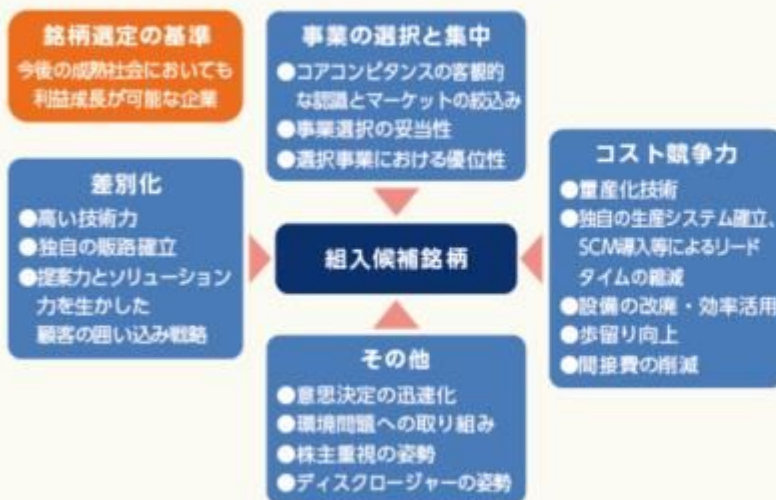 銘柄選定の基準
今後の成熟社会においても
利益成長が可能な企業
事業の選択と集中
●コアコンピタンスの客観的
な認識とマーケットの絞込み
●事業選択の妥当性
●選択事業における優位性
差別化
●高い技術力
●独自の販路確立
●提案力とソリューション
力を生かした
顧客の囲い込み戦略
組入候補銘柄
コスト競争力
●量産化技術
●独自の生産システム確立、
SCM導入等によるリード
タイムの縮減
●設備の改廃・効率活用
●歩留り向上
●間接費の削減
その他
●意思決定の迅速化
●環境問題への取り組み
●株主重視の姿勢
●ディスクロージャーの姿勢